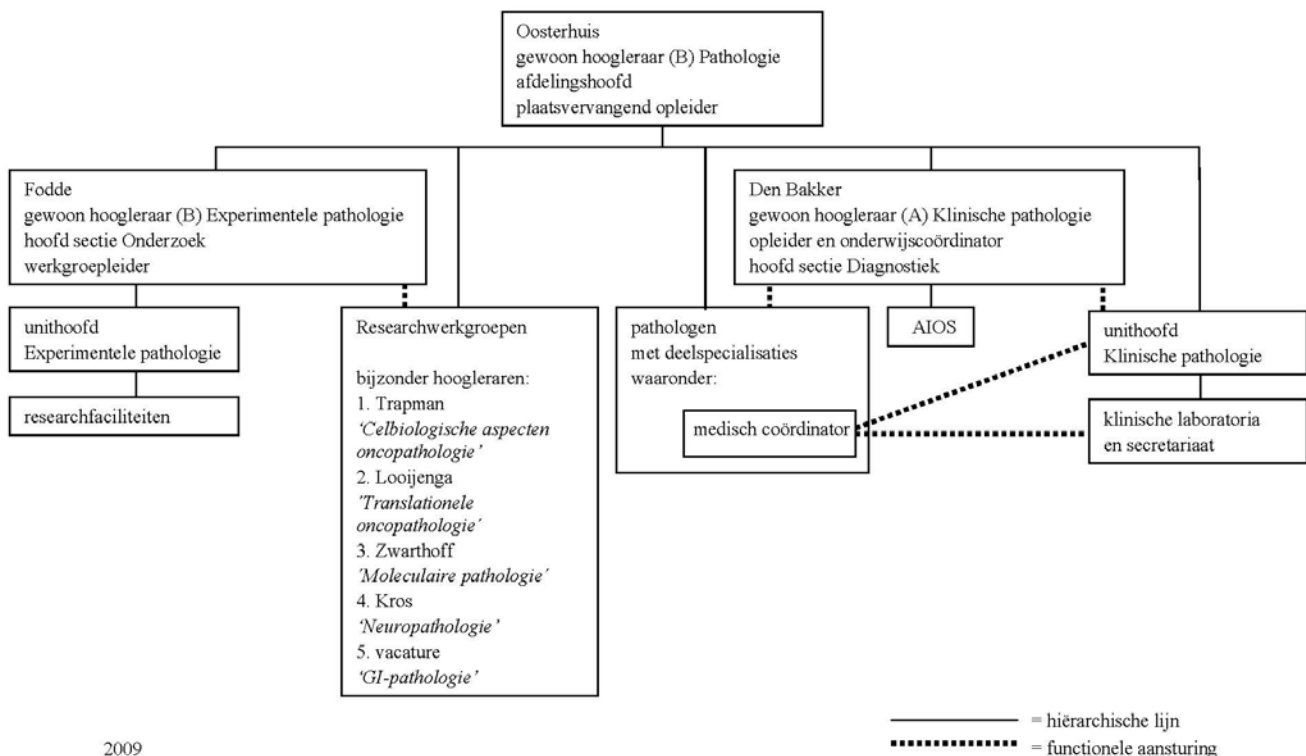 Oosterhuis
gewoon hoogleraar (B) Pathologie
afdelingshoofd
plaatsvervangend opleider
Fodde
gewoon hoogleraar (B) Experimentele pathologie
hoofd sectie Onderzoek
werkgroepleider
Den Bakker
gewoon hoogleraar (A) Klinische pathologie
opleider en onderwijscoördinator
hoofd sectie Diagnostiek
unithoofd
Experimentele pathologie
researchfaciliteiten
Researchwerkgroepen
bijzonder hoogleraren:
1. Trapman
‘Celbiologische aspecten
oncopathologie’
2. Looijenga
'Translationele
oncopathologie´
3. Zwarthoff
'Moleculaire pathologie´
4. Kros
‘Neuropathologie’
5. vacature
‘GI-pathologie’
pathologen
met deelspecialisaties
waaronder:
medisch coördinator
AIOS
unithoofd
Klinische pathologie
klinische laboratoria
en secretariaat
= hiërarchische lijn
= functionele aansturing
2009